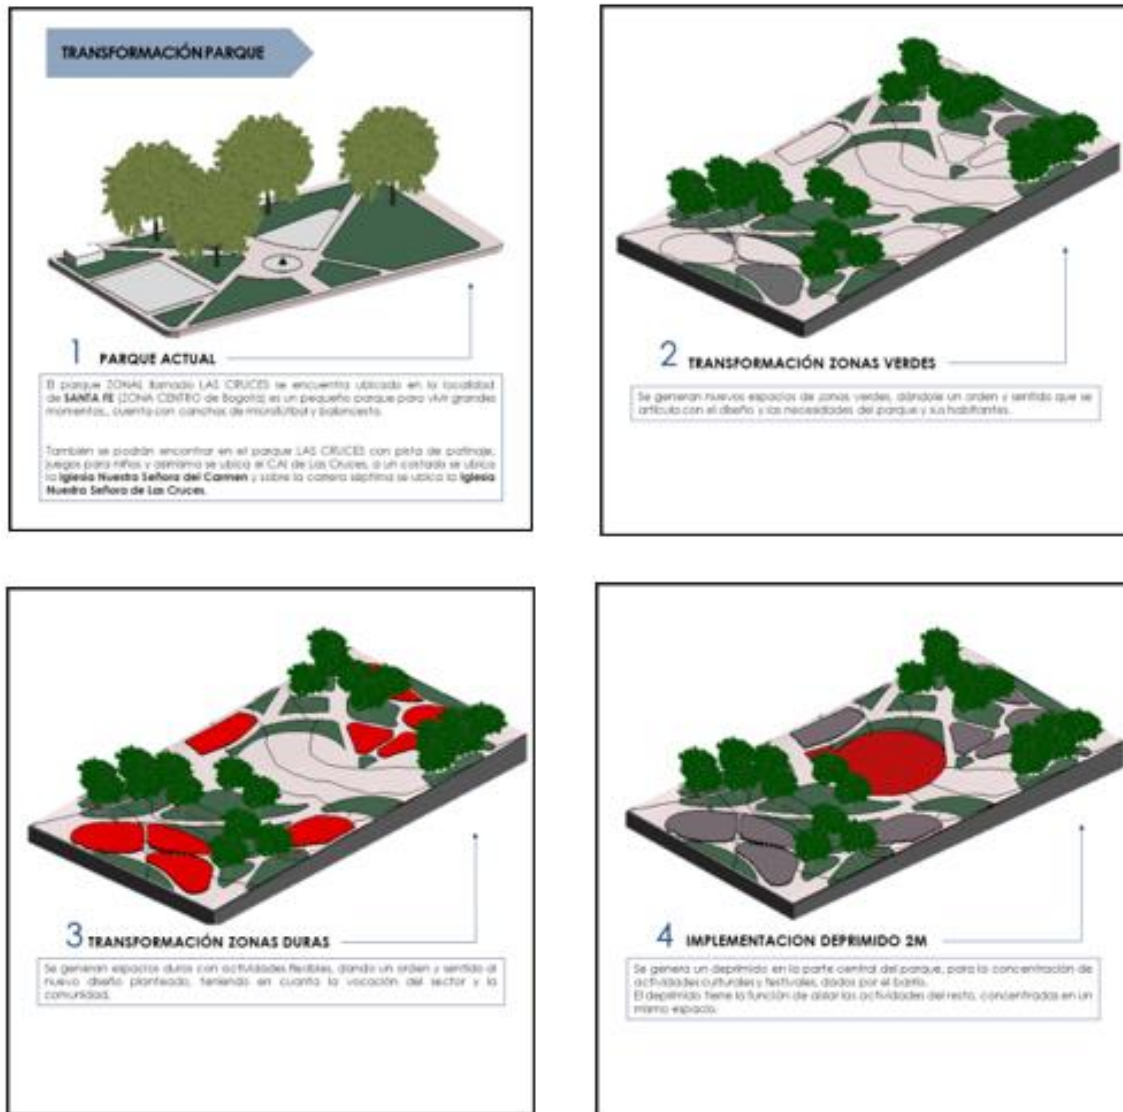 TRANSFORMACIÓN PARQUE
1 PARQUE ACTUAL
El parque ZONAL llamado LAS CRUCES se encuentra ubicado en la localidad
de SANTA FE (ZONA CENTRO de Bogotá) es un pequeño parque para vivir grandes
momentos., cuenta con canchas de microfútbol y baloncesto.
También se podrán encontrar en el parque LAS CRUCES con pista de patinaje,
juegos para niños y asimismo se ubica el CAI de Las Cruces, a un costado se ubica
la Iglesia Nuestra Señora del Carmen y sobre la carrera séptima se ubica la Iglesia
Nuestra Señora de Las Cruces.
2 TRANSFORMACIÓN ZONAS VERDES
Se generan nuevos espacios de zonas verdes, dándole un orden y sentido que se
articula con el diseño y las necesidades del parque y sus habitantes.
3 TRANSFORMACIÓN ZONAS DURAS
Se generan espacios duros con actividades flexibles, dando un orden y sentido al
nuevo diseño planteado, teniendo en cuanta la vocación del sector y la
comunidad.
4 IMPLEMENTACION DEPRIMIDO 2M
Se genera un deprimido en la parte central del parque, para la concentración de
actividades culturales y festivales, dados por el barrio.
El deprimido tiene la función de aislar las actividades del resto, concentradas en un
mismo espacio.